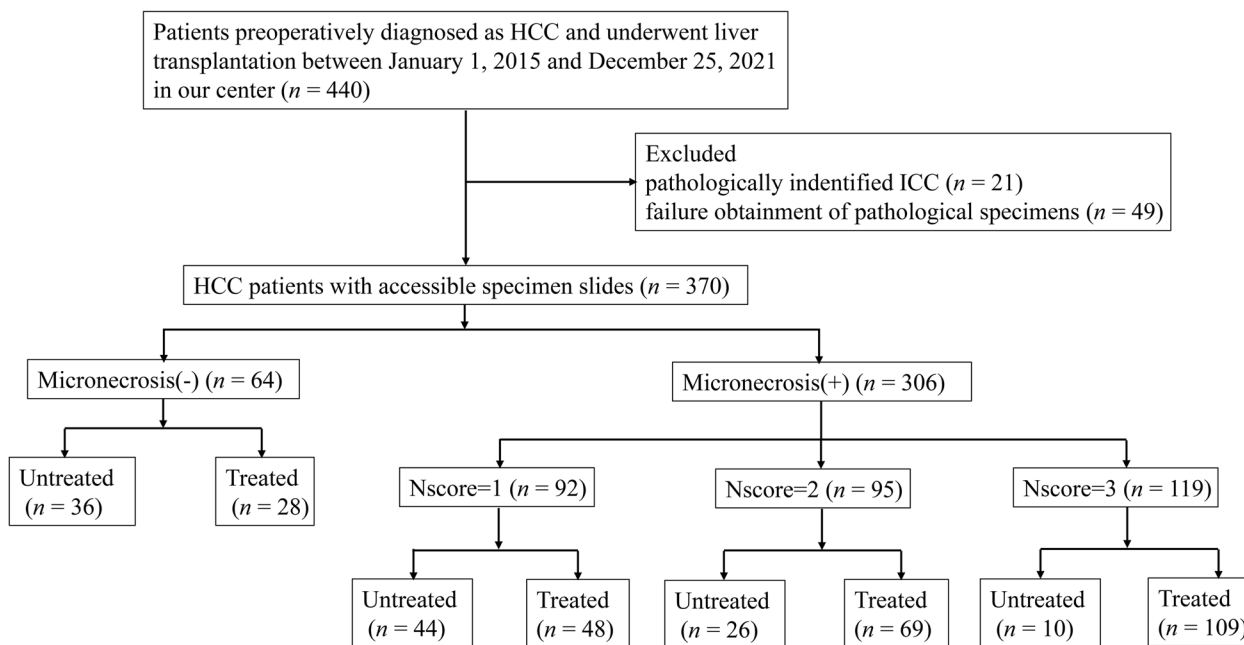 Patients preoperatively diagnosed as HCC and underwent liver
transplantation between January 1, 2015 and December 25, 2021
in our center (n = 440)
Excluded
pathologically indentified ICC (n = 21)
failure obtainment of pathological specimens (n = 49)
HCC patients with accessible specimen slides (n = 370)
Micronecrosis(-) (n = 64)
Micronecrosis(+) (n = 306)
Untreated
(n = 36)
Treated
(n = 28)
Nscore=1 (n = 92)
Nscore=2 (n = 95)
Nscore=3 (n = 119)
Untreated
(n = 44)
Treated
(n = 48)
Untreated
(n = 26)
Treated
(n = 69)
Untreated
(n = 10)
Treated
(n = 109)